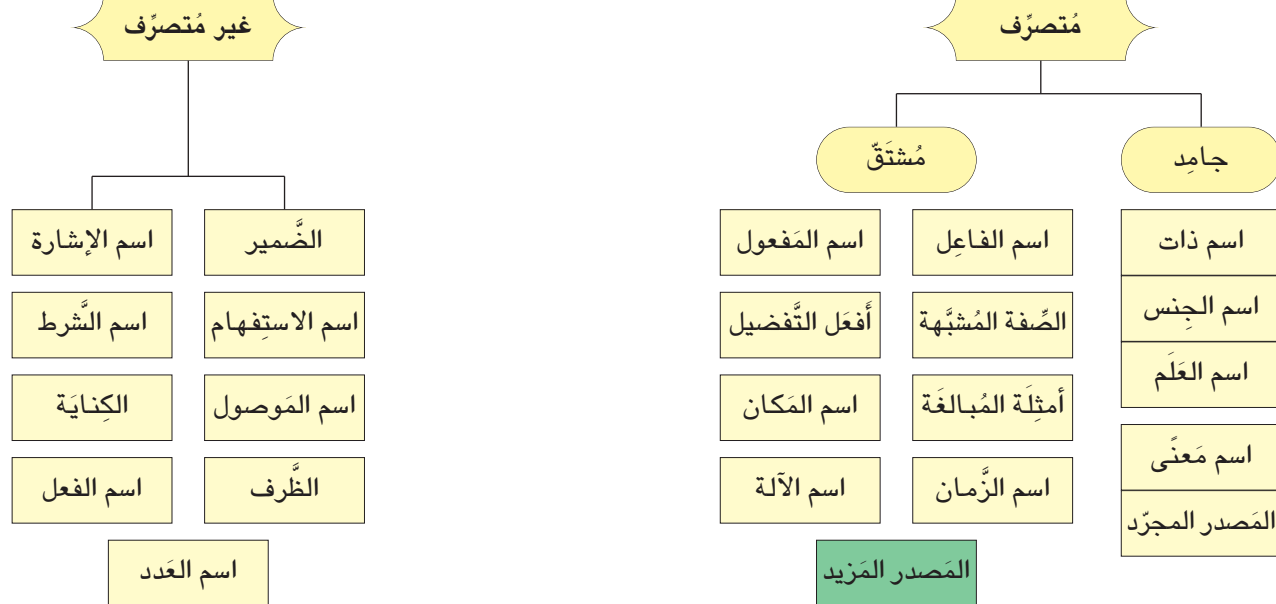 مُتصرِّف
غير مُتصرِّف
جامِد
مُشتَقّ
اسم ذات
اسم الجِنس
اسم العَلَم
اسم مَعنًى
المَصدر المجرّد
اسم الفاعِل
اسم المَفعول
الصِّفة المُشبَّهة
أَفعَل التَّفضيل
أمثِلَة المُبالغَة
اسم المَكان
اسم الزَّمان
اسم الآلة
المَصدر المَزيد
الضَّمير
اسم الإشارة
اسم الاستِفهام
اسم الشَّرط
اسم المَوصول
الكِنايَة
الظَّرف
اسم الفعل
اسم العَدد